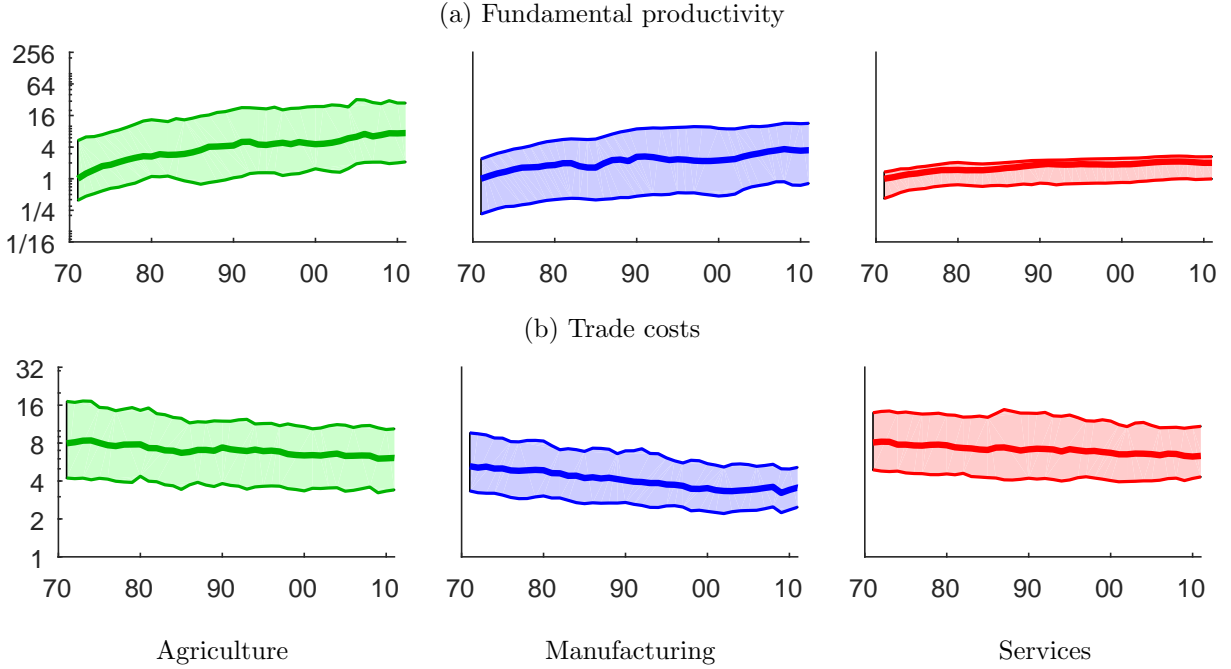 (a) Fundamental productivity
256
64
16
4
1
1/4
1/16
70 80 90 00 10
70 80 90 00 10
70 80 90 00 10
(b) Trade costs
32
16
8
4
2
1
70 80 90 00 10
70 80 90 00 10
70 80 90 00 10
Agriculture
Manufacturing
Services